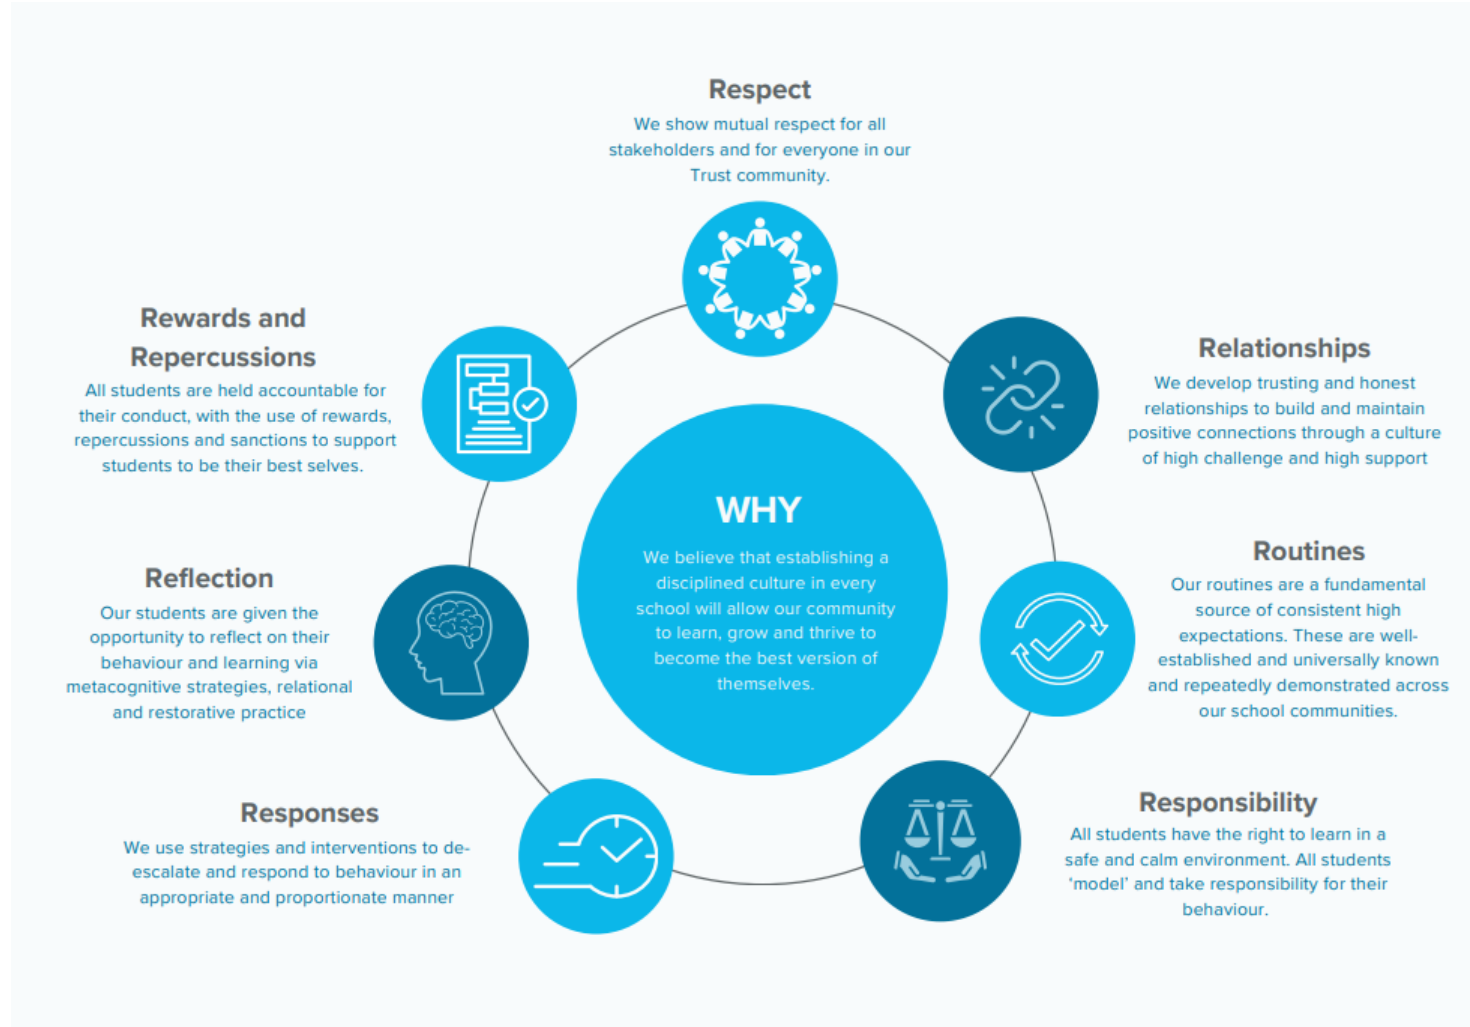 Respect
We show mutual respect for all
stakeholders and for everyone in our
Trust community.
Relationships
We develop trusting and honest
relationships to build and maintain
positive connections through a culture
of high challenge and high support
Routines
Our routines are a fundamental
source of consistent high
expectations. These are well-
established and universally known
and repeatedly demonstrated across
our school communities.
Responsibility
All students have the right to learn in a
safe and calm environment. All students
‘model’ and take responsibility for their
behaviour.
Responses
We use strategies and interventions to de-
escalate and respond to behaviour in an
appropriate and proportionate manner
Reflection
Our students are given the
opportunity to reflect on their
behaviour and learning via
metacognitive strategies, relational
and restorative practice
Rewards and
Repercussions
All students are held accountable for
their conduct, with the use of rewards,
repercussions and sanctions to support
students to be their best selves.
WHY
We believe that establishing a
disciplined culture in every
school will allow our community
to learn, grow and thrive to
become the best version of
themselves.